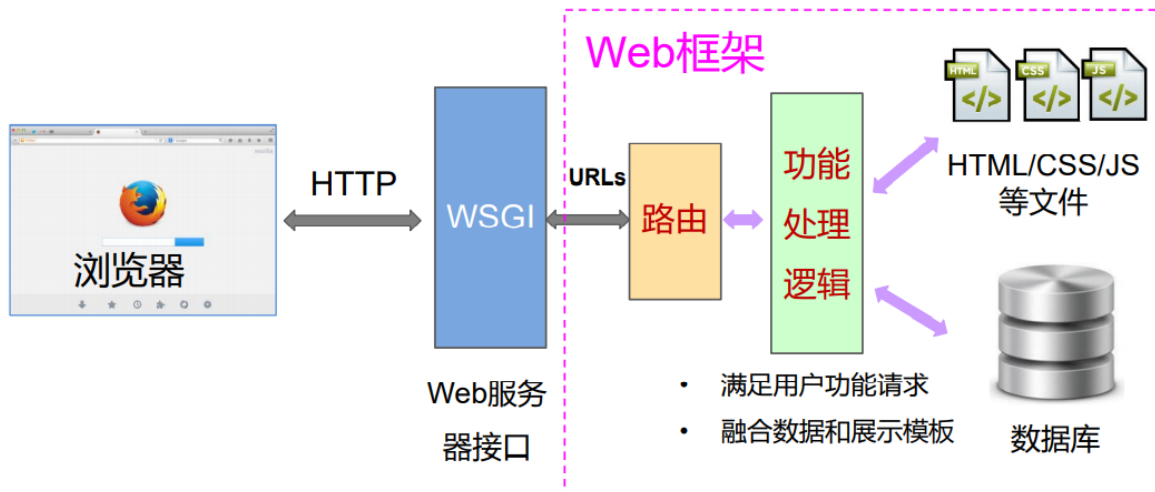 Web框架
HTML
CSS
JS
HTML/CSS/JS
等文件
浏览器
HTTP
WSGI
URLs
路由
功能
处理
逻辑
Web服务
器接口
• 满足用户功能请求
• 融合数据和展示模板
数据库